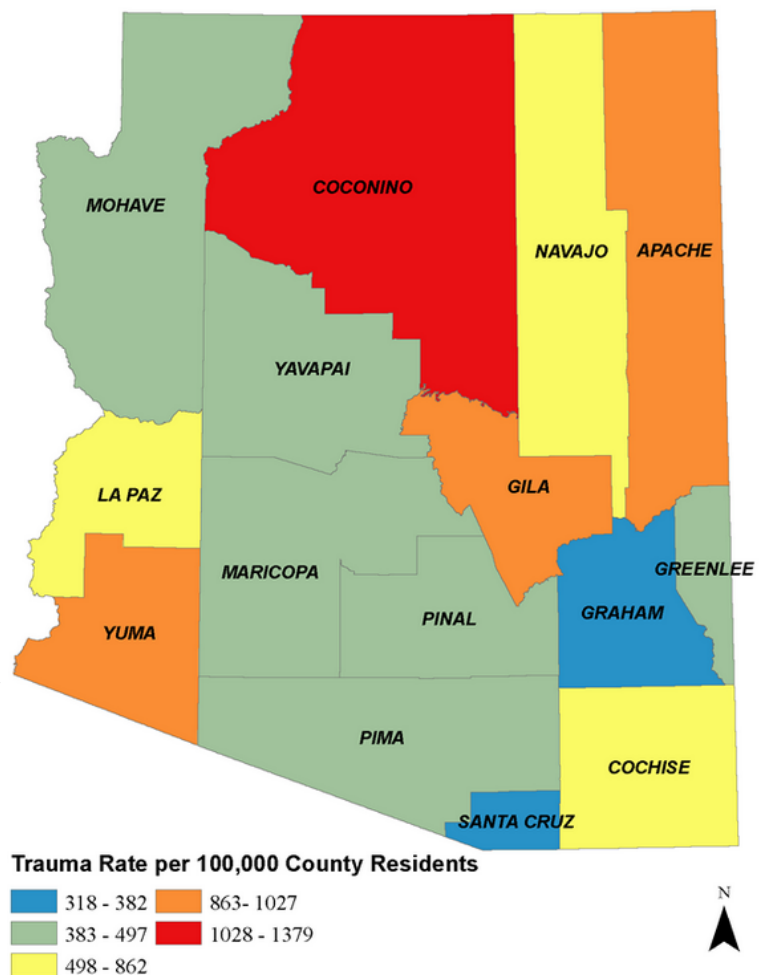 COCONINO
MOHAVE
NAVAJO
APACHE
YAVAPAI
GILA
LA PAZ
MARICOPA
GREENLEE
GRAHAM
PINAL
YUMA
PIMA
COCHISE
SANTA CRUZ
Trauma Rate per 100,000 County Residents
318 - 382
863- 1027
383 - 497
1028 - 1379
498 - 862
N